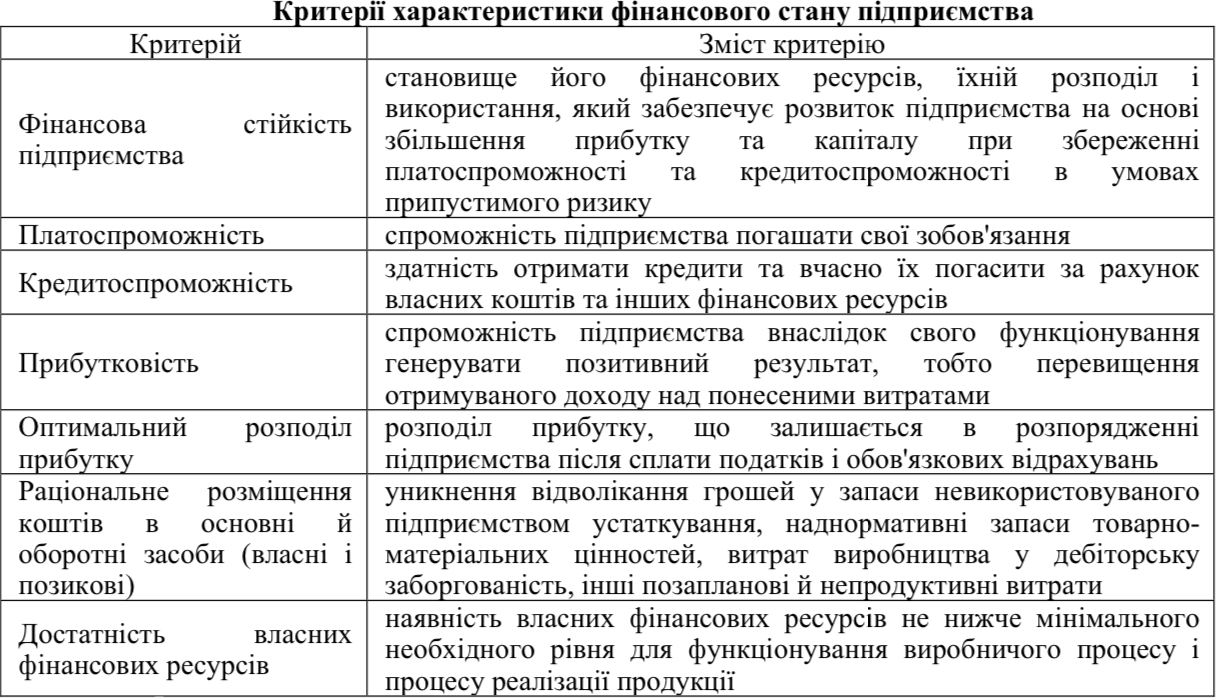 Критерії характеристики фінансового стану підприємства
Критерій
Зміст критерію
Фінансова стійкість
підприємства
становище його фінансових ресурсів, їхній розподіл і
використання, який забезпечує розвиток підприємства на основі
збільшення прибутку та капіталу при збереженні
платоспроможності та кредитоспроможності в умовах
припустимого ризику
Платоспроможність
спроможність підприємства погашати свої зобов'язання
Кредитоспроможність
здатність отримати кредити та вчасно їх погасити за рахунок
власних коштів та інших фінансових ресурсів
Прибутковість
спроможність підприємства внаслідок свого функціонування
генерувати позитивний результат, тобто перевищення
отримуваного доходу над понесеними витратами
Оптимальний розподіл
прибутку
розподіл прибутку, що залишається в розпорядженні
підприємства після сплати податків і обов'язкових відрахувань
Раціональне розміщення
коштів в основні й
оборотні засоби (власні і
позикові)
уникнення відволікання грошей у запаси невикористовуваного
підприємством устаткування, наднормативні запаси товарно-
матеріальних цінностей, витрат виробництва у дебіторську
заборгованість, інші позапланові й непродуктивні витрати
Достатність власних
фінансових ресурсів
наявність власних фінансових ресурсів не нижче мінімального
необхідного рівня для функціонування виробничого процесу і
процесу реалізації продукції